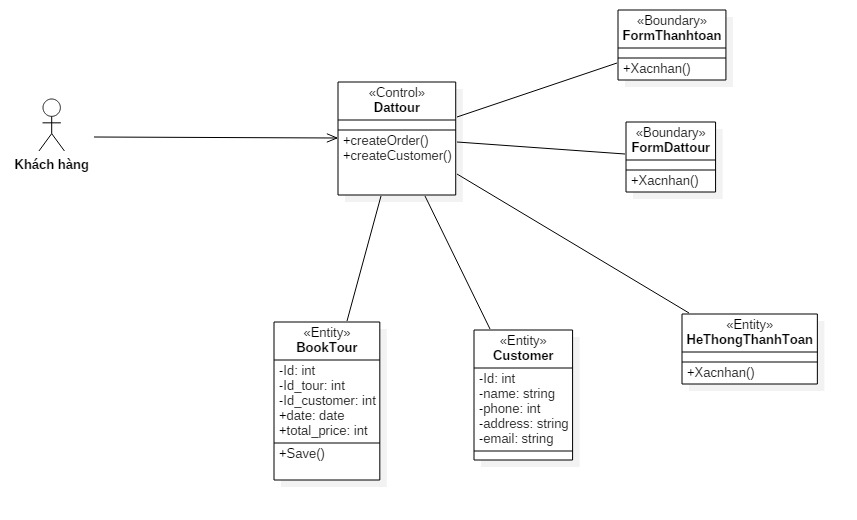 Khách hàng
«Control»
Dattour
+createOrder()
+createCustomer()
«Boundary»
FormThanhtoan
+Xacnhan()
«Boundary»
FormDattour
+Xacnhan()
«Entity»
BookTour
-Id: int
-Id_tour: int
-Id_customer: int
+date: date
+total_price: int
+Save()
«Entity»
Customer
-Id: int
-name: string
-phone: int
-address: string
-email: string
«Entity»
HeThongThanhToan
+Xacnhan()